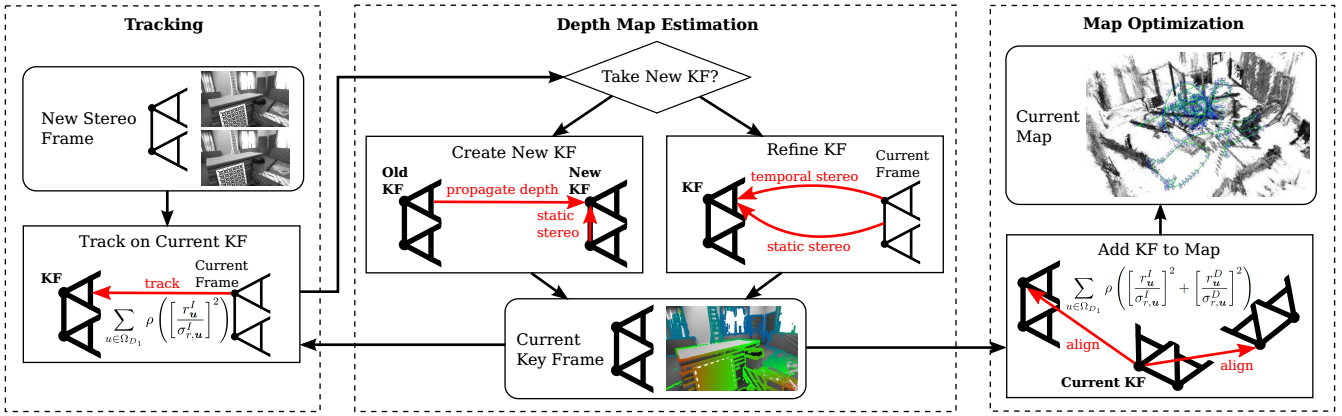 Tracking
New Stereo
Frame
Track on Current KF
KF
Current
Frame
track
\sum_{u \in \Omega_{D_1}} \rho \left( \left[ \frac{r_{\boldsymbol{u}}^I}{\sigma_{r,\boldsymbol{u}}^I} \right]^2 \right)
Depth Map Estimation
Take New KF?
Create New KF
Old
KF
propagate depth
New
KF
static
stereo
Refine KF
KF
temporal stereo
Current
Frame
static stereo
Current
Key Frame
Map Optimization
Current
Map
Add KF to Map
\sum_{u \in \Omega_{D_1}} \rho \left( \left[ \frac{r_{\boldsymbol{u}}^I}{\sigma_{r,\boldsymbol{u}}^I} \right]^2 + \left[ \frac{r_{\boldsymbol{u}}^D}{\sigma_{r,\boldsymbol{u}}^D} \right]^2 \right)
align
align
Current KF